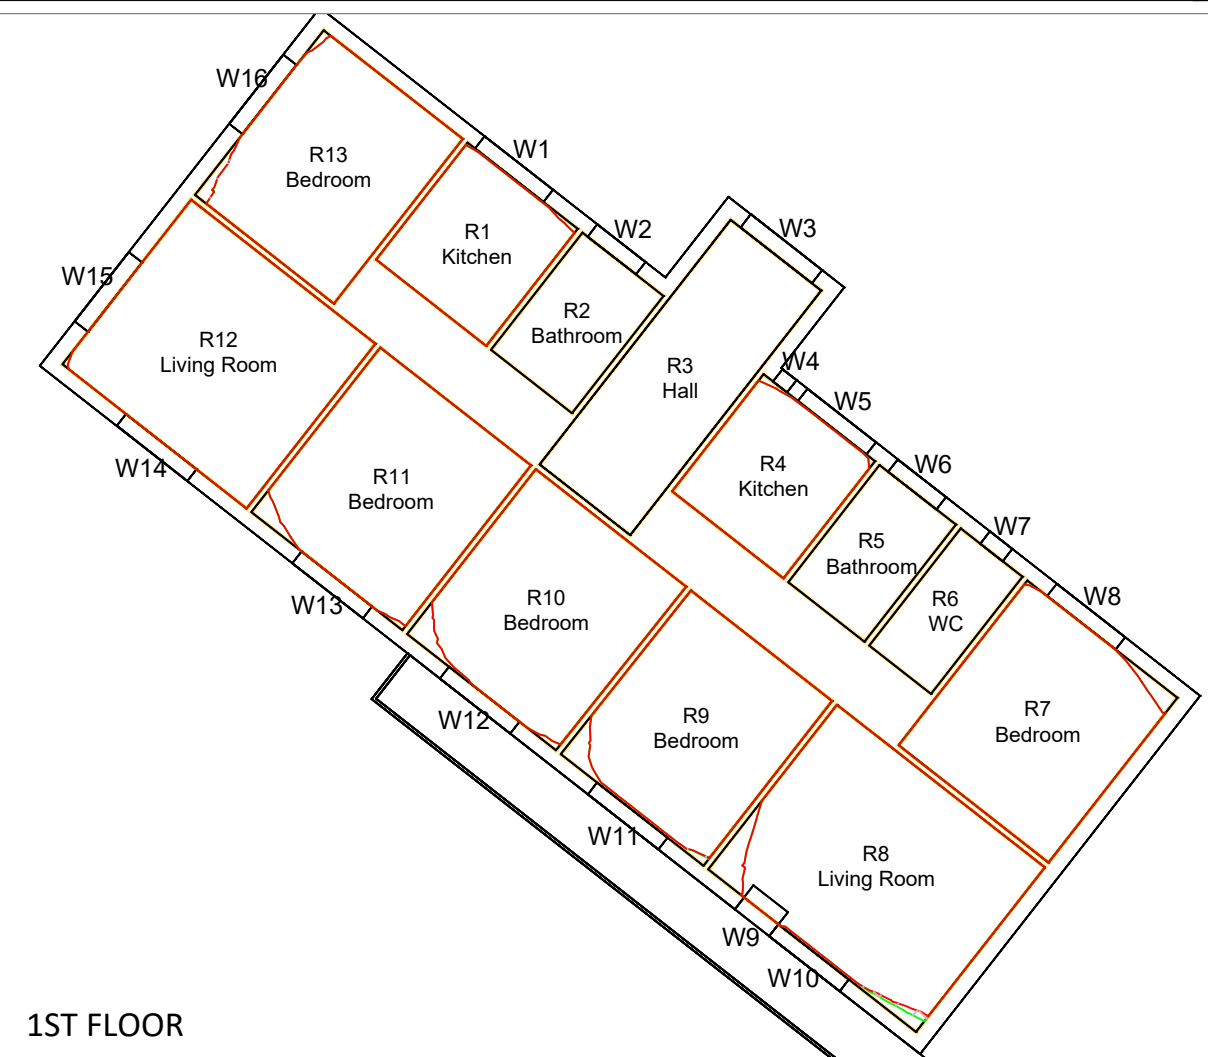 W16
W1
R13
Bedroom
W2
W3
R1
Kitchen
W15
R2
Bathroom
R12
Living Room
R3
Hall
W4
W5
W14
R11
Bedroom
R4
Kitchen
W6
W7
R5
Bathroom
W13
R10
Bedroom
R6
WC
W8
W12
R9
Bedroom
R7
Bedroom
W11
R8
Living Room
W9
W10
1ST FLOOR